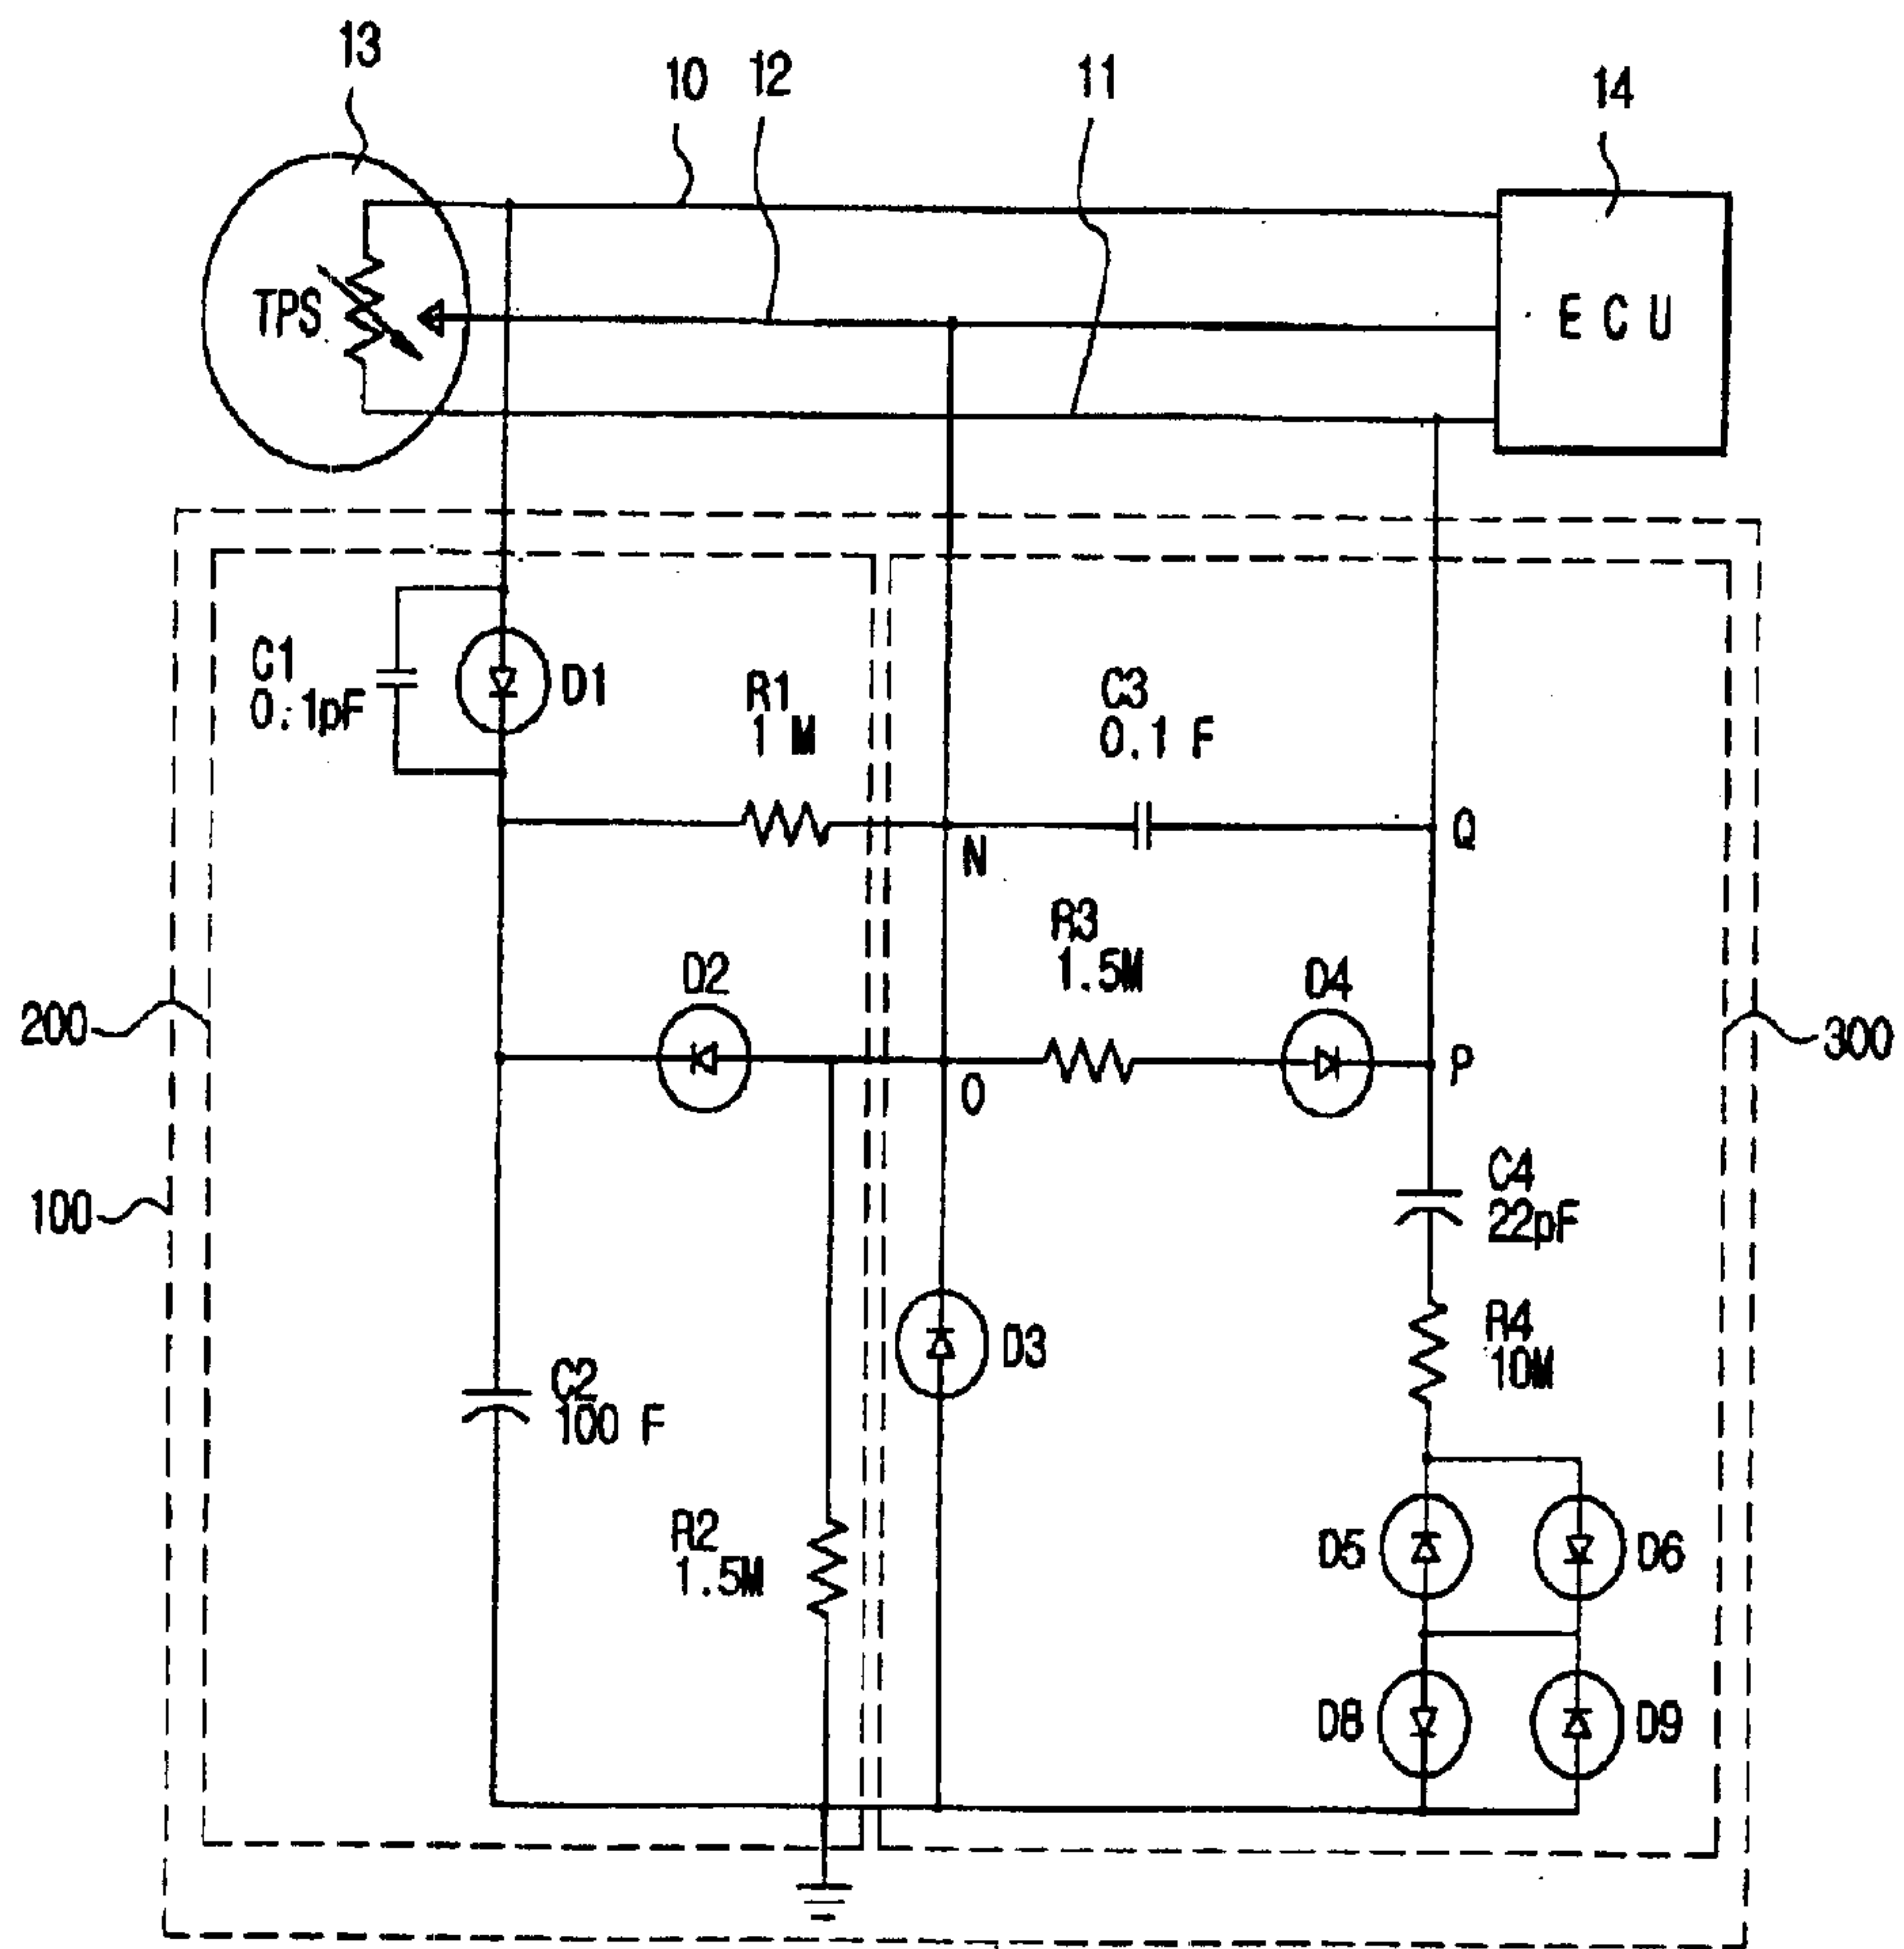 13
10
12
11
14
TPS
E C U
C1
0.1pF
D1
R1
1 M
C3
0.1 F
N
Q
R3
1.5M
D2
D4
200
300
O
P
100
C4
22pF
R4
10M
D3
C2
100 F
R2
1.5M
D5
D6
D8
D9